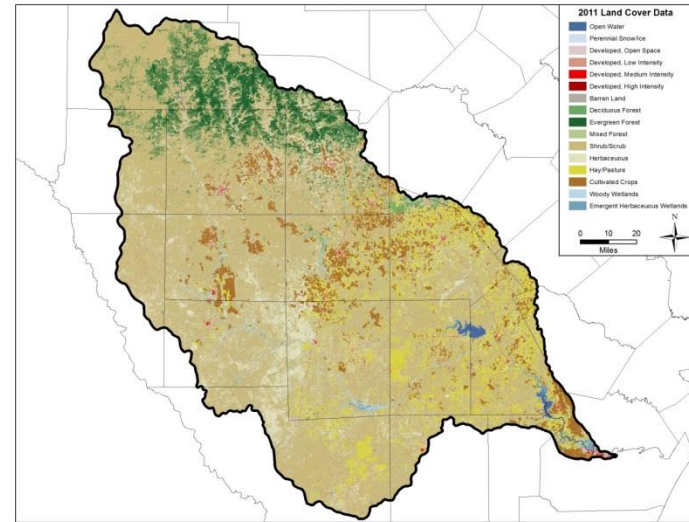 2011 Land Cover Data
Open Water
Perennial Snow/Ice
Developed, Open Space
Developed, Low Intensity
Developed, Medium Intensity
Developed, High Intensity
Barren Land
Deciduous Forest
Evergreen Forest
Mixed Forest
Shrub/Scrub
Herbaceous
Hay/Pasture
Cultivated Crops
Woody Wetlands
Emergent Herbaceuous Wetlands
N
0 10 20
Miles